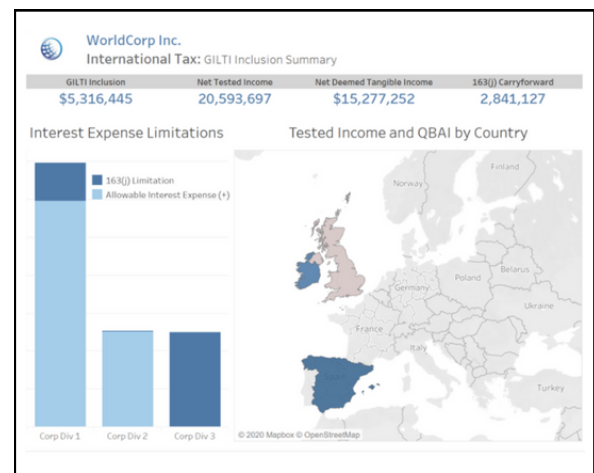 WorldCorp Inc.
International Tax: GILTI Inclusion Summary
GILTI Inclusion Net Tested Income Net Deemed Tangible Income 163(j) Carryforward
$5,316,445 20,593,697 $15,277,252 2,841,127
Interest Expense Limitations Tested Income and QBAI by Country
163(j) Limitation
Allowable Interest Expense (+)
Finland
Norway
Belarus
Poland
Germany
Ukraine
France
Italy
Turkey
Corp Div 1 Corp Div 2 Corp Div 3 © 2020 Mapbox © OpenStreetMap